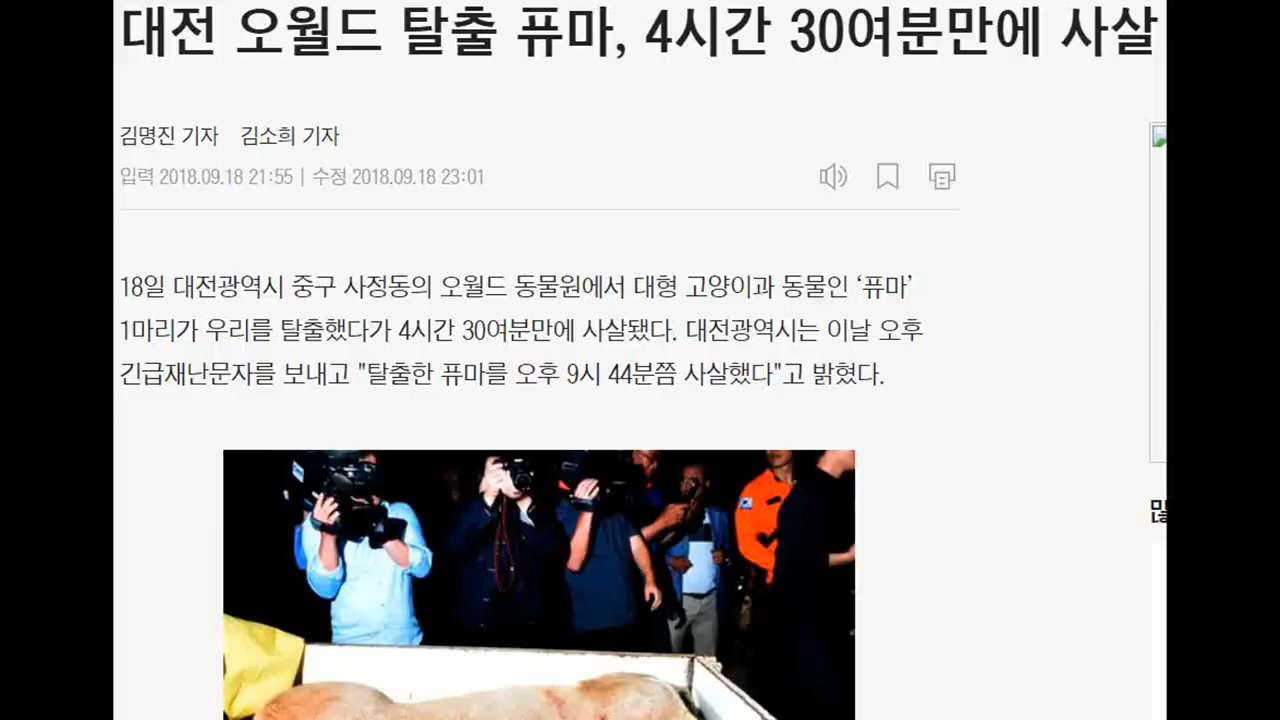 대전 오월드 탈출 퓨마, 4시간 30여분만에 사살
김명진 기자 김소희 기자
입력 2018.09.18 21:55 | 수정 2018.09.18 23:01
18일 대전광역시 중구 사정동의 오월드 동물원에서 대형 고양이과 동물인 ‘퓨마’
1마리가 우리를 탈출했다가 4시간 30여분만에 사살됐다. 대전광역시는 이날 오후
긴급재난문자를 보내고 "탈출한 퓨마를 오후 9시 44분쯤 사살했다"고 밝혔다.